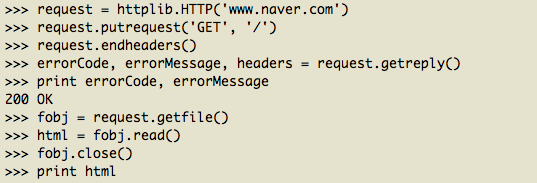 >>> request = httplib.HTTP('www.naver.com')
>>> request.putrequest('GET', '/')
>>> request.endheaders()
>>> errorCode, errorMessage, headers = request.getreply()
>>> print errorCode, errorMessage
200 OK
>>> fobj = request.getfile()
>>> html = fobj.read()
>>> fobj.close()
>>> print html